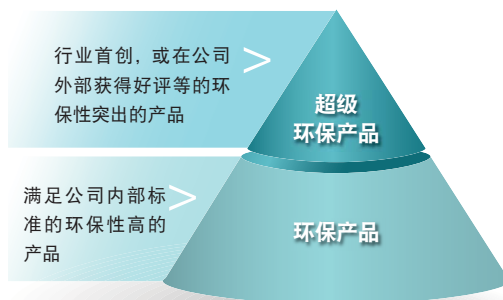 行业首创，或在公司
外部获得好评等的环
保性突出的产品
超级
环保产品
满足公司内部标
准的环保性高的
产品
环保产品